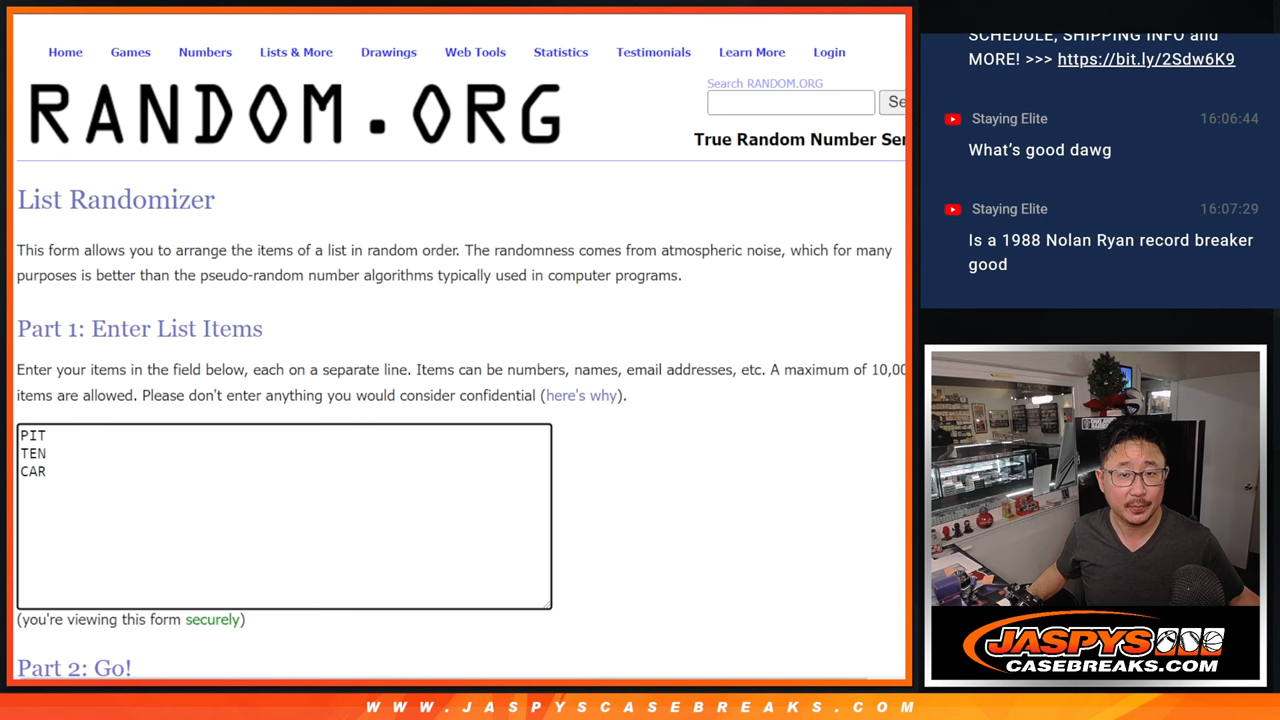 Home Games Numbers Lists & More Drawings Web Tools Statistics Testimonials Learn More Login
RANDOM.ORG
Search RANDOM.ORG
Se
True Random Number Ser
List Randomizer
This form allows you to arrange the items of a list in random order. The randomness comes from atmospheric noise, which for many
purposes is better than the pseudo-random number algorithms typically used in computer programs.
Part 1: Enter List Items
Enter your items in the field below, each on a separate line. Items can be numbers, names, email addresses, etc. A maximum of 10,00
items are allowed. Please don't enter anything you would consider confidential (here's why).
PIT
TEN
CAR
(you're viewing this form securely)
Part 2: Go!
SCHEDULE, SHIPPING INFO and
MORE! >>> https://bit.ly/2Sdw6K9
Staying Elite 16:06:44
What's good dawg
Staying Elite 16:07:29
Is a 1988 Nolan Ryan record breaker
good
JASPYS
CASEBREAKS.COM
WWW.JASPYSCASEBREAKS.COM